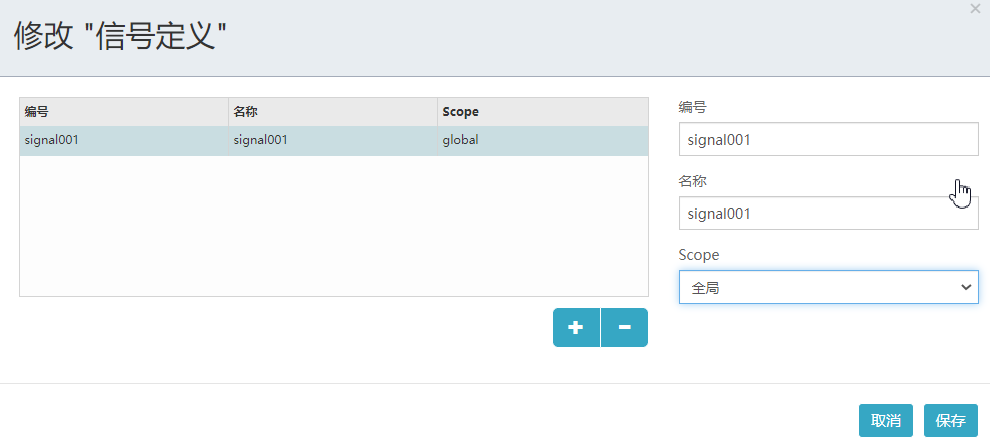 修改 "信号定义"
编号 名称 Scope
signal001 signal001 global
编号
signal001
名称
signal001
Scope
全局
取消 保存